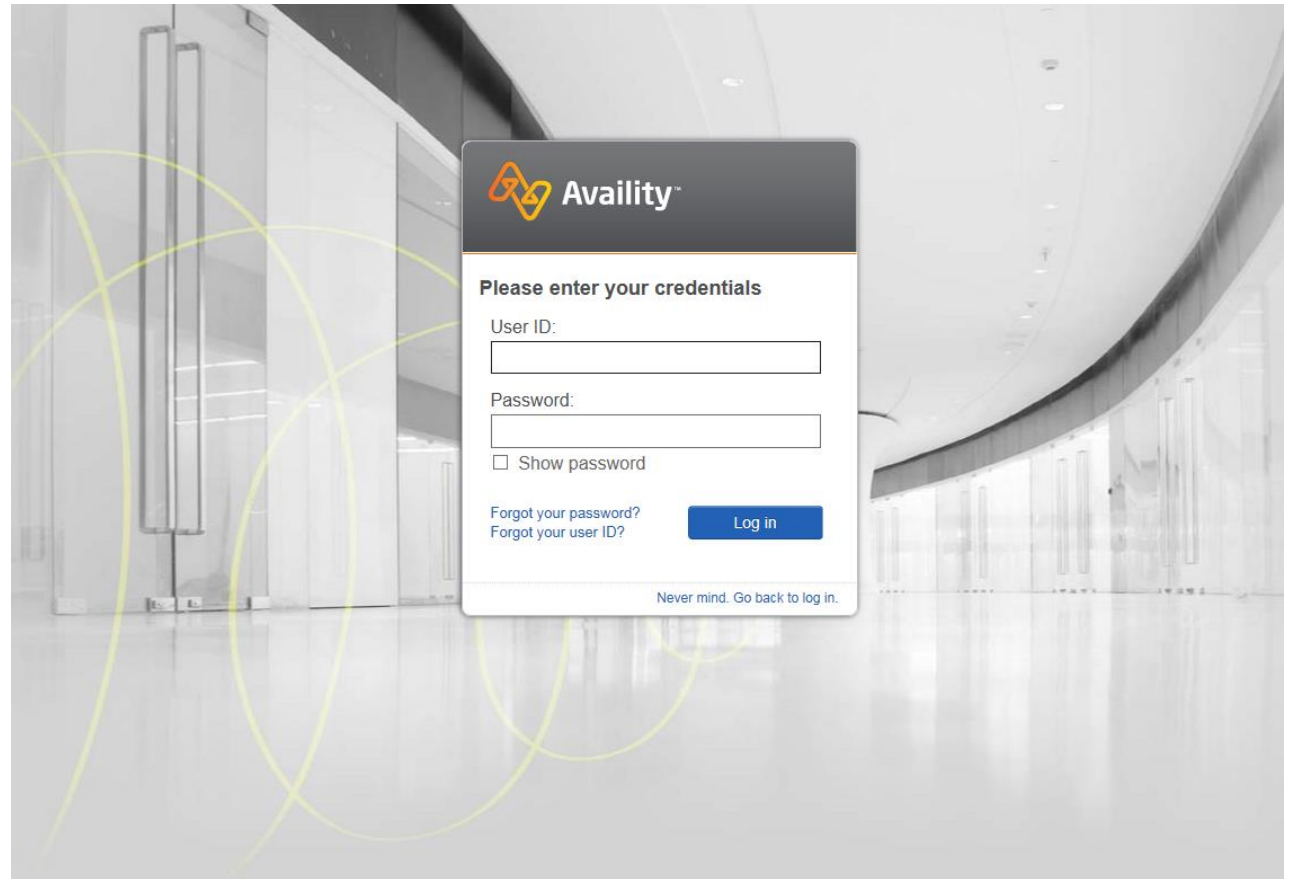 Availity™
Please enter your credentials
User ID:
Password:
Show password
Forgot your password?
Forgot your user ID?
Log in
Never mind. Go back to log in.